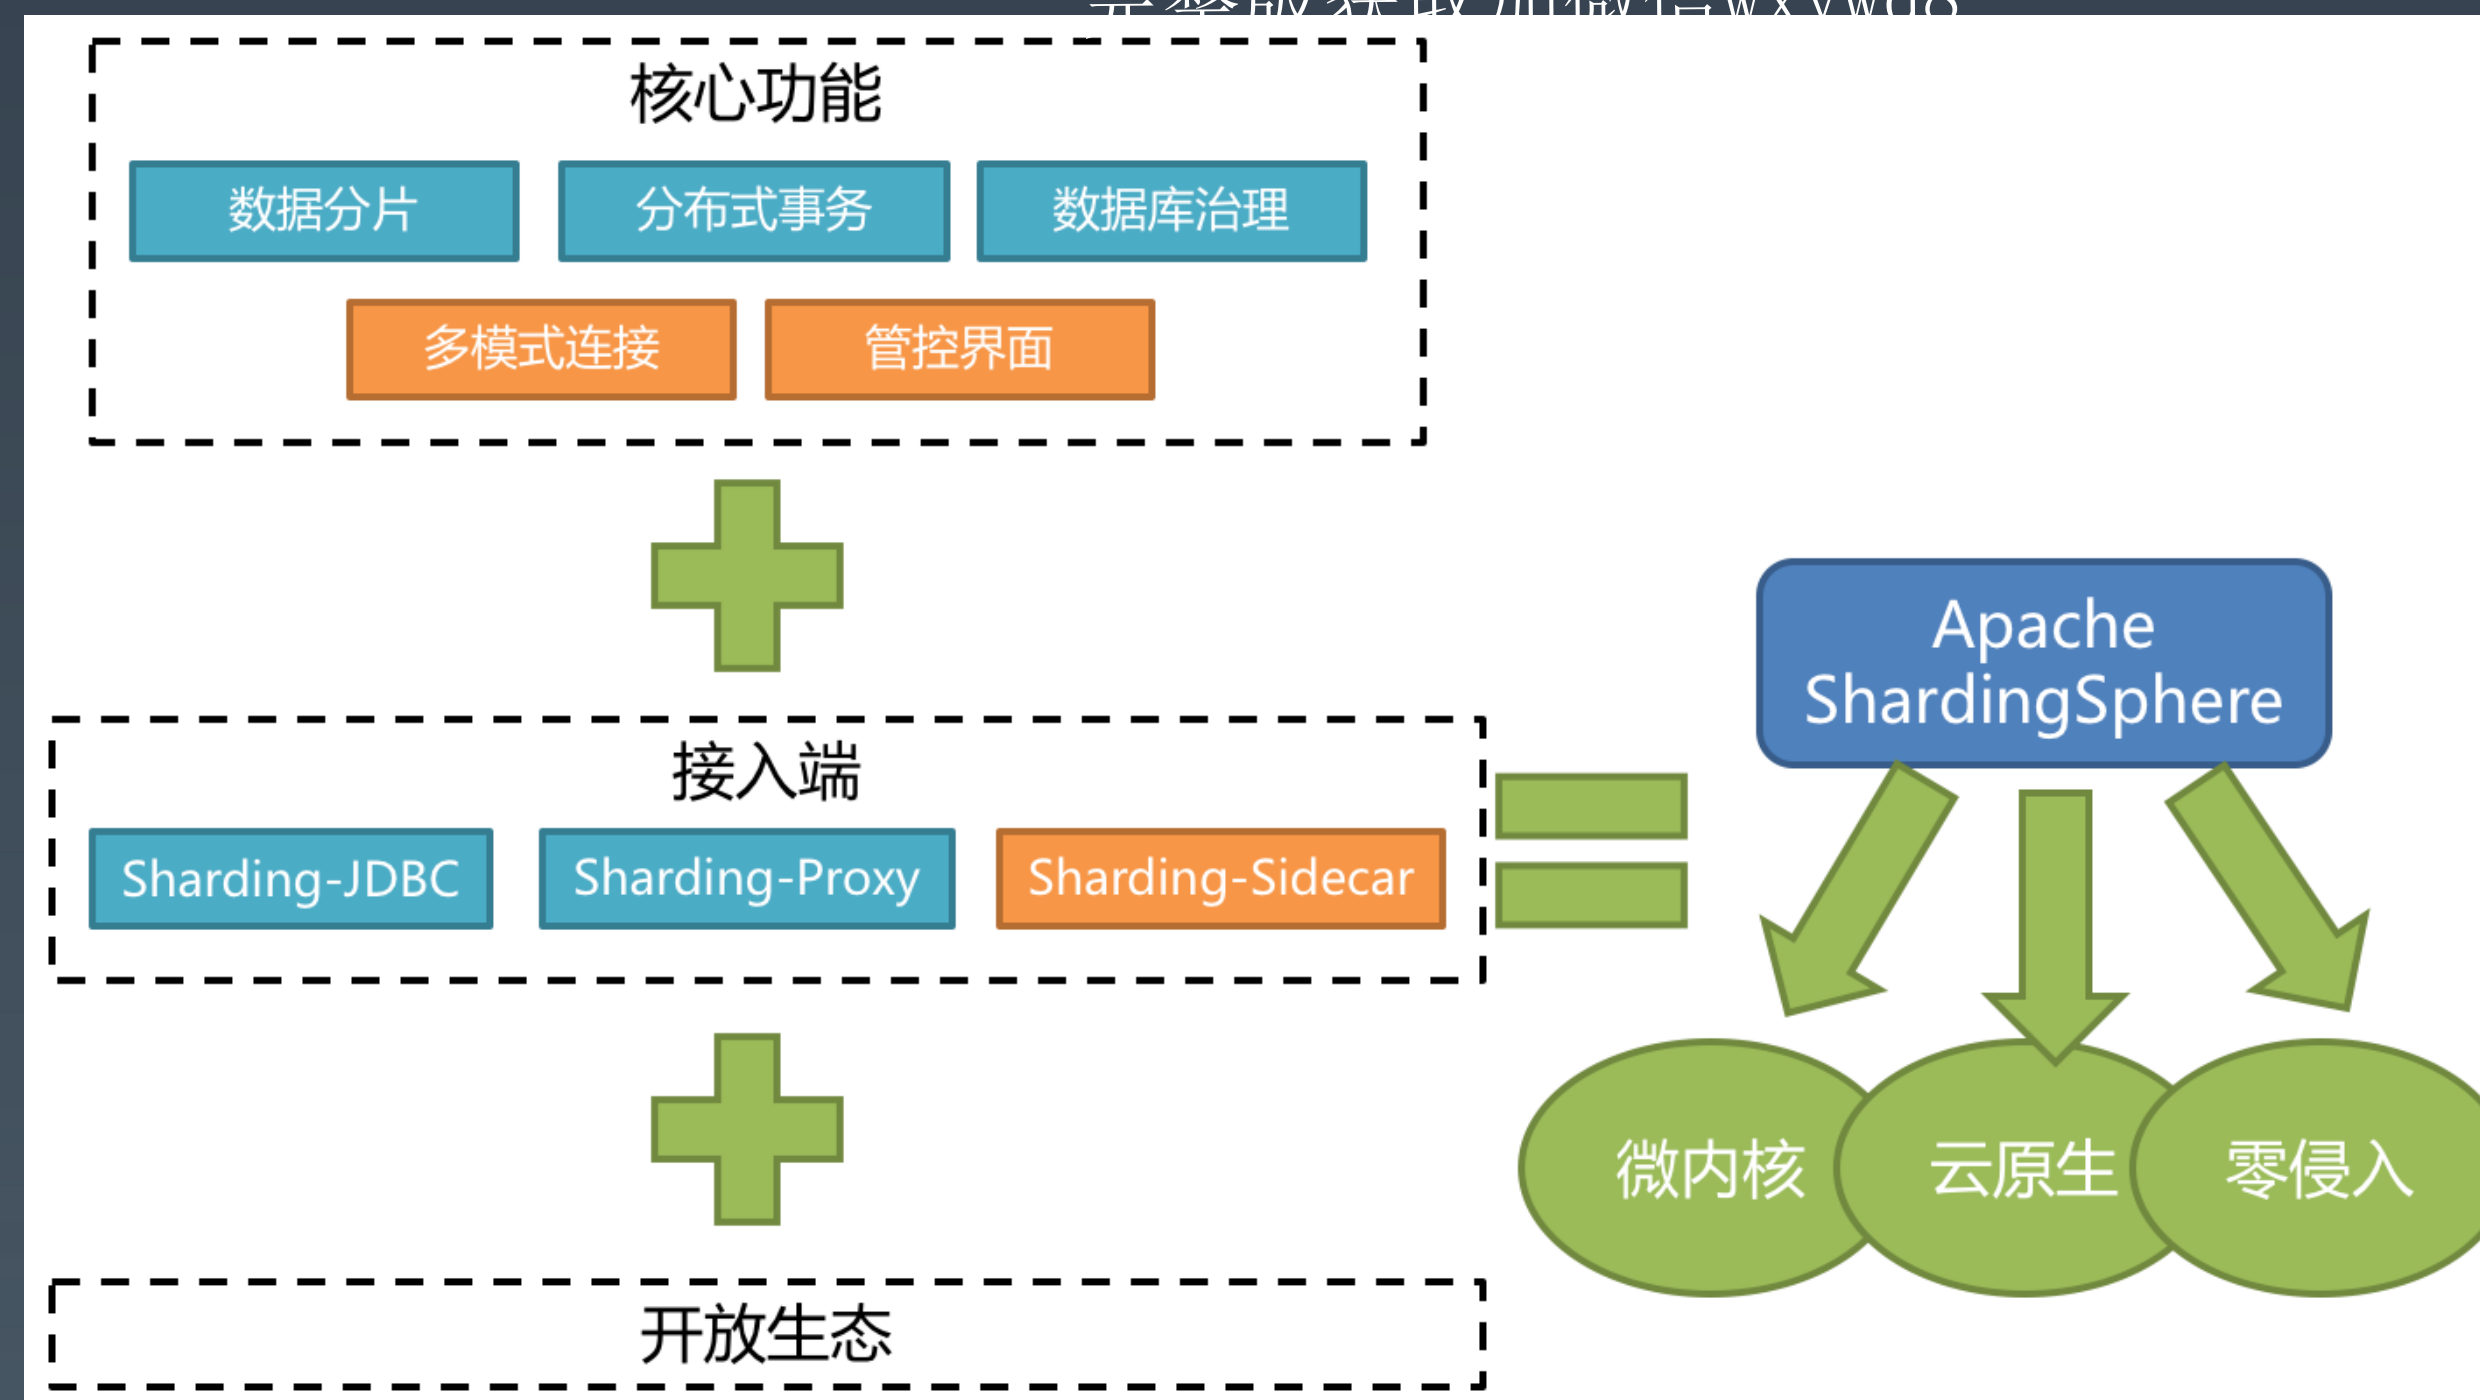 核心功能
数据分片
分布式事务
数据库治理
多模式连接
管控界面
接入端
Sharding-JDBC
Sharding-Proxy
Sharding-Sidecar
开放生态
Apache
ShardingSphere
微内核
云原生
零侵入